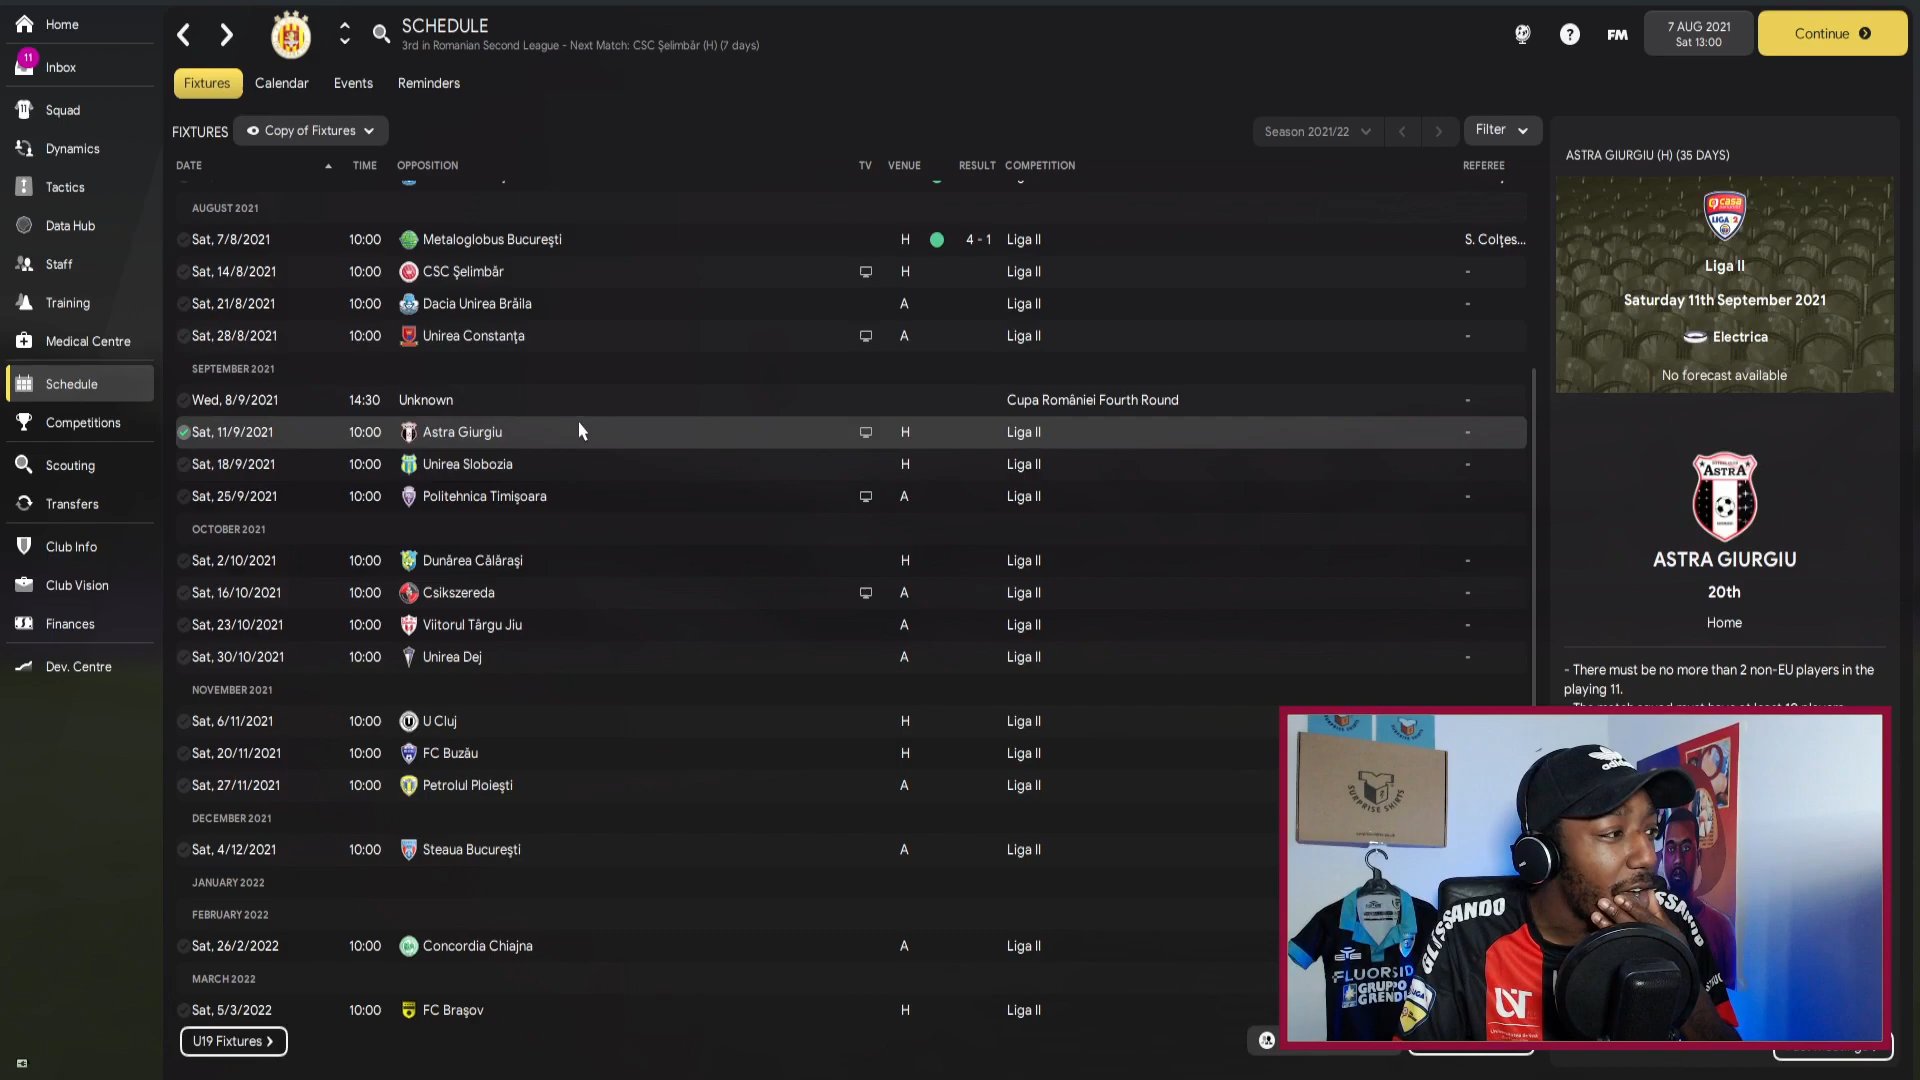 Home
11
Inbox
Squad
Dynamics
Tactics
Data Hub
Staff
Training
Medical Centre
Schedule
Competitions
Scouting
Transfers
Club Info
Club Vision
Finances
Dev. Centre
SCHEDULE
3rd in Romanian Second League - Next Match: CSC Şelimbăr (H) (7 days)
FM
7 AUG 2021
Sat 13:00
Continue
Fixtures Calendar Events Reminders
FIXTURES Copy of Fixtures Season 2021/22 Filter
DATE TIME OPPOSITION TV VENUE RESULT COMPETITION REFEREE
AUGUST 2021
Sat, 7/8/2021 10:00 Metaloglobus Bucureşti H 4 - 1 Liga II S. Colţes...
Sat, 14/8/2021 10:00 CSC Şelimbăr H Liga II -
Sat, 21/8/2021 10:00 Dacia Unirea Brăila A Liga II -
Sat, 28/8/2021 10:00 Unirea Constanţa A Liga II -
SEPTEMBER 2021
Wed, 8/9/2021 14:30 Unknown Cupa României Fourth Round -
Sat, 11/9/2021 10:00 Astra Giurgiu H Liga II -
Sat, 18/9/2021 10:00 Unirea Slobozia H Liga II -
Sat, 25/9/2021 10:00 Politehnica Timişoara A Liga II -
OCTOBER 2021
Sat, 2/10/2021 10:00 Dunărea Călăraşi H Liga II -
Sat, 16/10/2021 10:00 Csikszereda A Liga II -
Sat, 23/10/2021 10:00 Viitorul Târgu Jiu A Liga II -
Sat, 30/10/2021 10:00 Unirea Dej A Liga II -
NOVEMBER 2021
Sat, 6/11/2021 10:00 U Cluj H Liga II
Sat, 20/11/2021 10:00 FC Buzău H Liga II
Sat, 27/11/2021 10:00 Petrolul Ploieşti A Liga II
DECEMBER 2021
Sat, 4/12/2021 10:00 Steaua Bucureşti A Liga II
JANUARY 2022
FEBRUARY 2022
Sat, 26/2/2022 10:00 Concordia Chiajna A Liga II
MARCH 2022
Sat, 5/3/2022 10:00 FC Braşov H Liga II
U19 Fixtures
ASTRA GIURGIU (H) (35 DAYS)
casa
LIGA 2
Liga II
Saturday 11th September 2021
Electrica
No forecast available
ASTRA
ASTRA GIURGIU
20th
Home
- There must be no more than 2 non-EU players in the
playing 11.
SURPRISE SHIRTS
adidas
GLISSANDO
EYE
FLUORSID
GRUPPO
GRENDI
LIGA